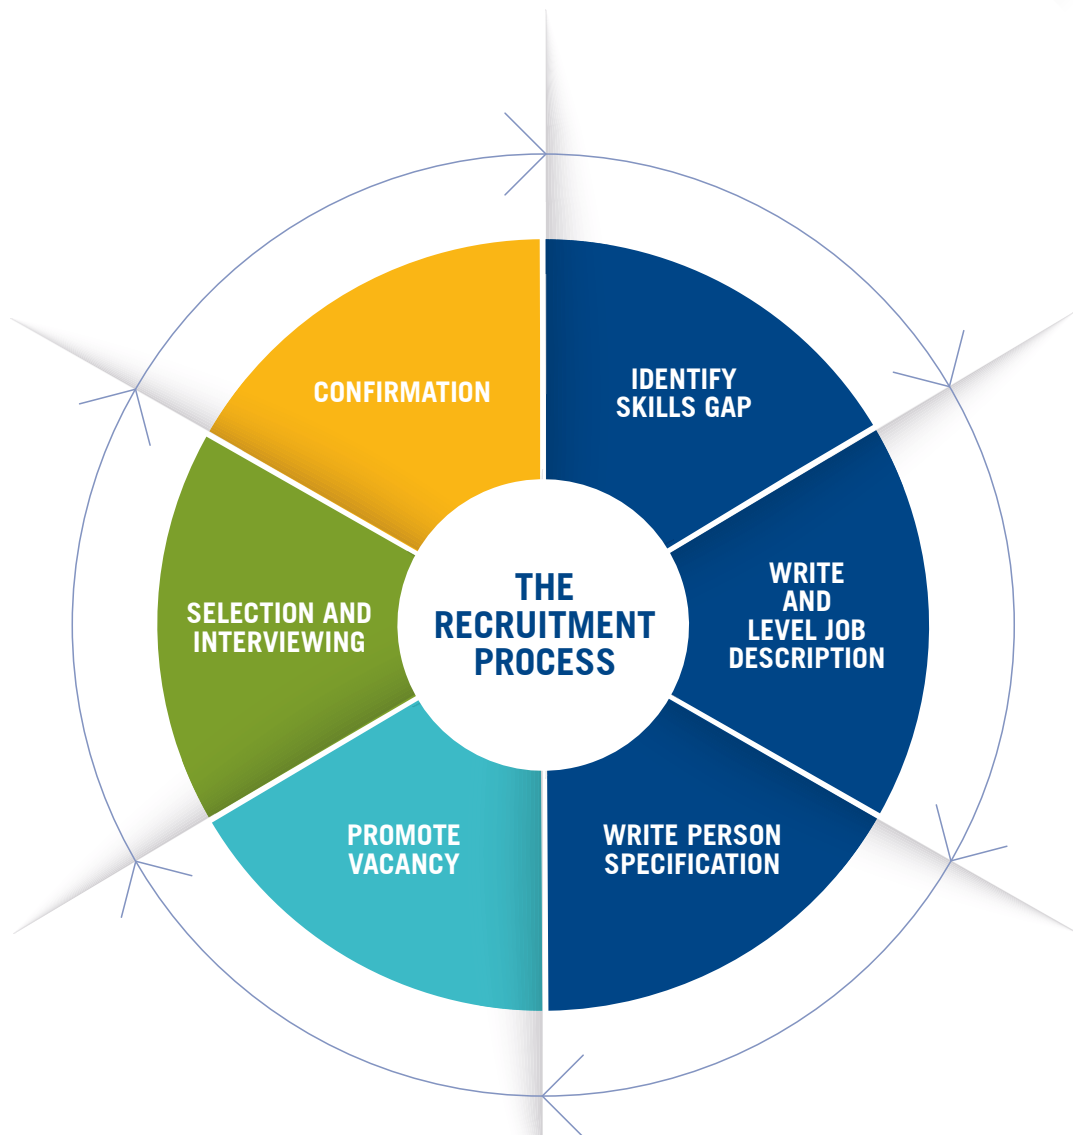 THE
RECRUITMENT
PROCESS
IDENTIFY
SKILLS GAP
WRITE
AND
LEVEL JOB
DESCRIPTION
WRITE PERSON
SPECIFICATION
PROMOTE
VACANCY
SELECTION AND
INTERVIEWING
CONFIRMATION